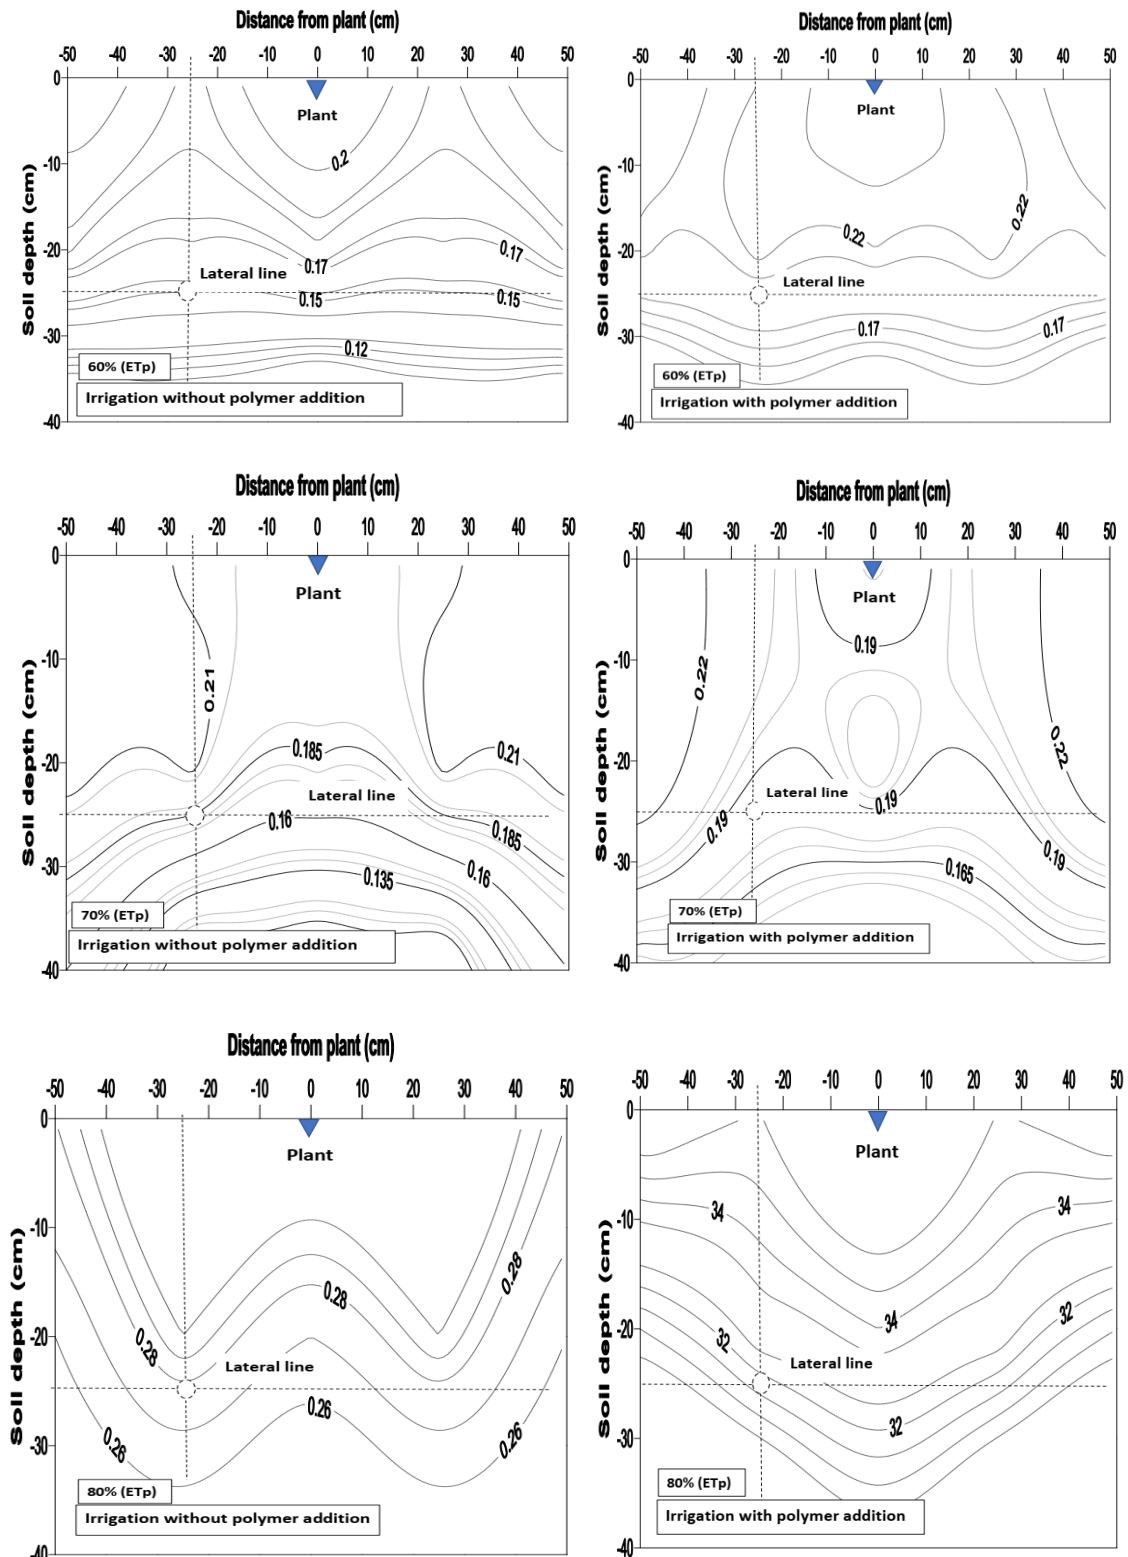 Distance from plant (cm)
-50 -40 -30 -20 -10 0 10 20 30 40 50
0
-10
-20
-30
-40
Soil depth (cm)
Plant
0.2
0.17
0.17
Lateral line
0.15
0.15
0.12
60% (ETp)
Irrigation without polymer addition
Distance from plant (cm)
-50 -40 -30 -20 -10 0 10 20 30 40 50
0
-10
-20
-30
-40
Soil depth (cm)
Plant
0.22
0.22
Lateral line
0.17
0.17
60% (ETp)
Irrigation with polymer addition
Distance from plant (cm)
-50 -40 -30 -20 -10 0 10 20 30 40 50
0
-10
-20
-30
-40
Soil depth (cm)
Plant
0.21
0.185
0.21
Lateral line
0.16
0.185
0.16
0.135
70% (ETp)
Irrigation without polymer addition
Distance from plant (cm)
-50 -40 -30 -20 -10 0 10 20 30 40 50
0
-10
-20
-30
-40
Soil depth (cm)
Plant
0.19
0.22
0.22
Lateral line
0.19
0.19
0.19
0.165
70% (ETp)
Irrigation with polymer addition
Distance from plant (cm)
-50 -40 -30 -20 -10 0 10 20 30 40 50
0
-10
-20
-30
-40
Soil depth (cm)
Plant
0.28
0.28
0.28
Lateral line
0.26
0.26
0.26
80% (ETp)
Irrigation without polymer addition
-50 -40 -30 -20 -10 0 10 20 30 40 50
0
-10
-20
-30
-40
Soil depth (cm)
Plant
34
34
34
32
32
Lateral line
32
80% (ETp)
Irrigation with polymer addition